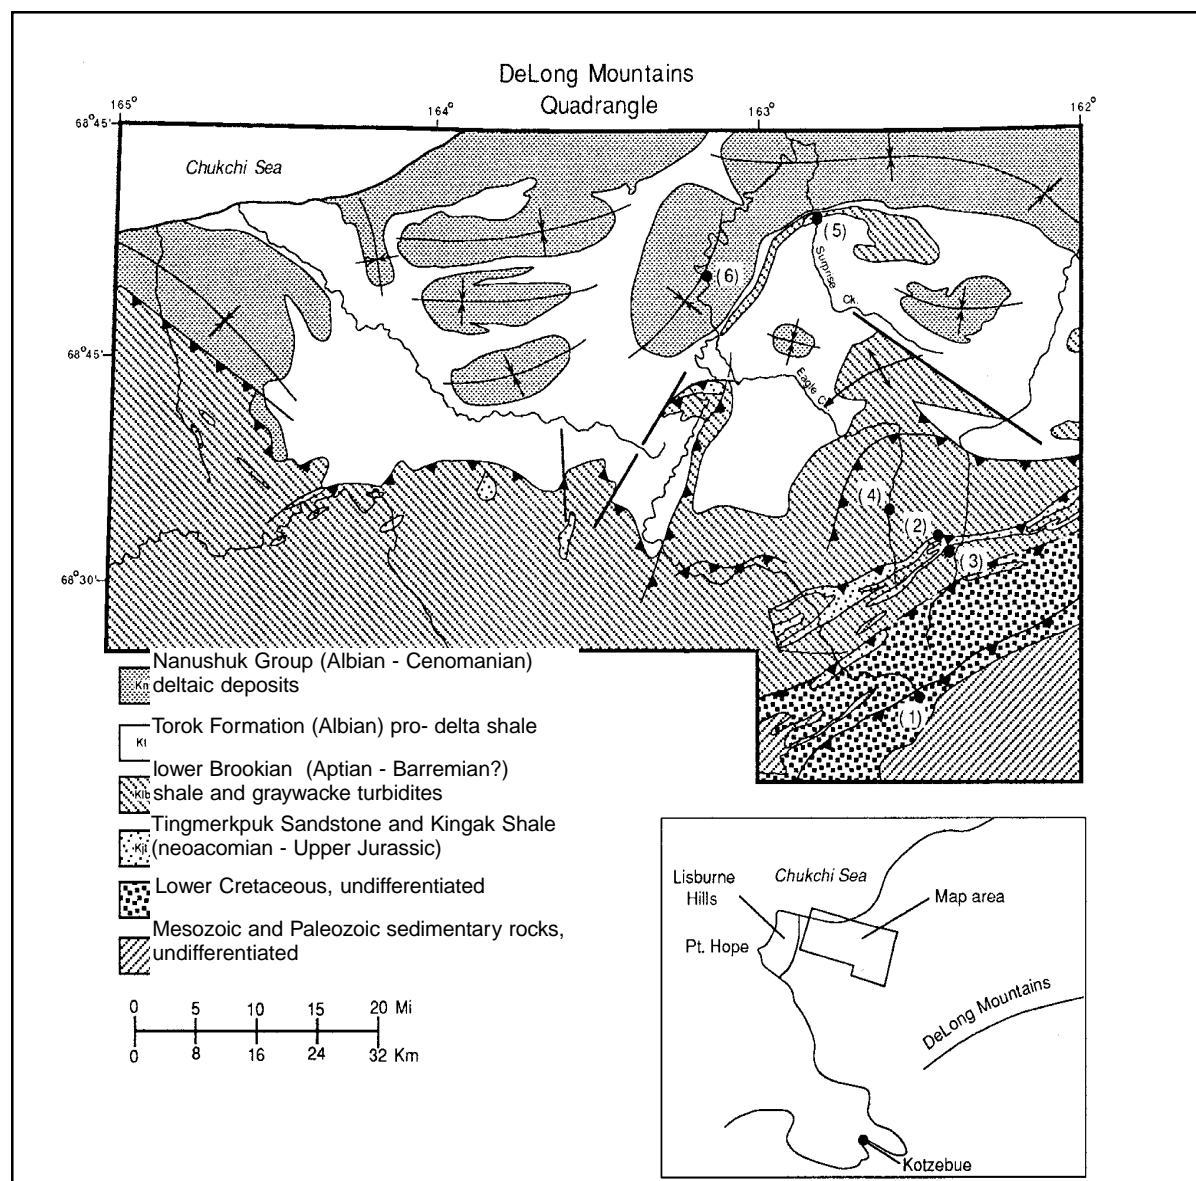 DeLong Mountains
Quadrangle
165°
164°
163°
162°
68°45'
Chukchi Sea
(5)
Surprise Ck.
(6)
68°45'
Eagle Ck.
(4)
(2)
(3)
68°30'
(1)
Nanushuk Group (Albian - Cenomanian)
deltaic deposits
Torok Formation (Albian) pro- delta shale
Kt
lower Brookian (Aptian - Barremian?)
shale and graywacke turbidites
Tingmerkpuk Sandstone and Kingak Shale
(neoacomian - Upper Jurassic)
Lower Cretaceous, undifferentiated
Mesozoic and Paleozoic sedimentary rocks,
undifferentiated
0 5 10 15 20 Mi
0 8 16 24 32 Km
Lisburne
Hills
Chukchi Sea
Map area
Pt. Hope
DeLong Mountains
Kotzebue